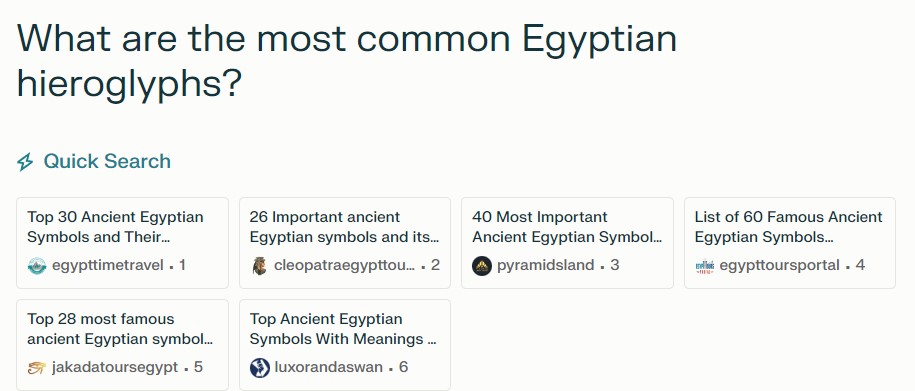 What are the most common Egyptian
hieroglyphs?
Quick Search
Top 30 Ancient Egyptian
Symbols and Their...
egypttimetravel . 1
26 Important ancient
Egyptian symbols and its...
cleopatraegypttou... . 2
40 Most Important
Ancient Egyptian Symbol...
pyramidsland . 3
List of 60 Famous Ancient
Egyptian Symbols...
egypttoursportal . 4
Top 28 most famous
ancient Egyptian symbol...
jakadatoursegypt . 5
Top Ancient Egyptian
Symbols With Meanings ...
luxorandaswan . 6